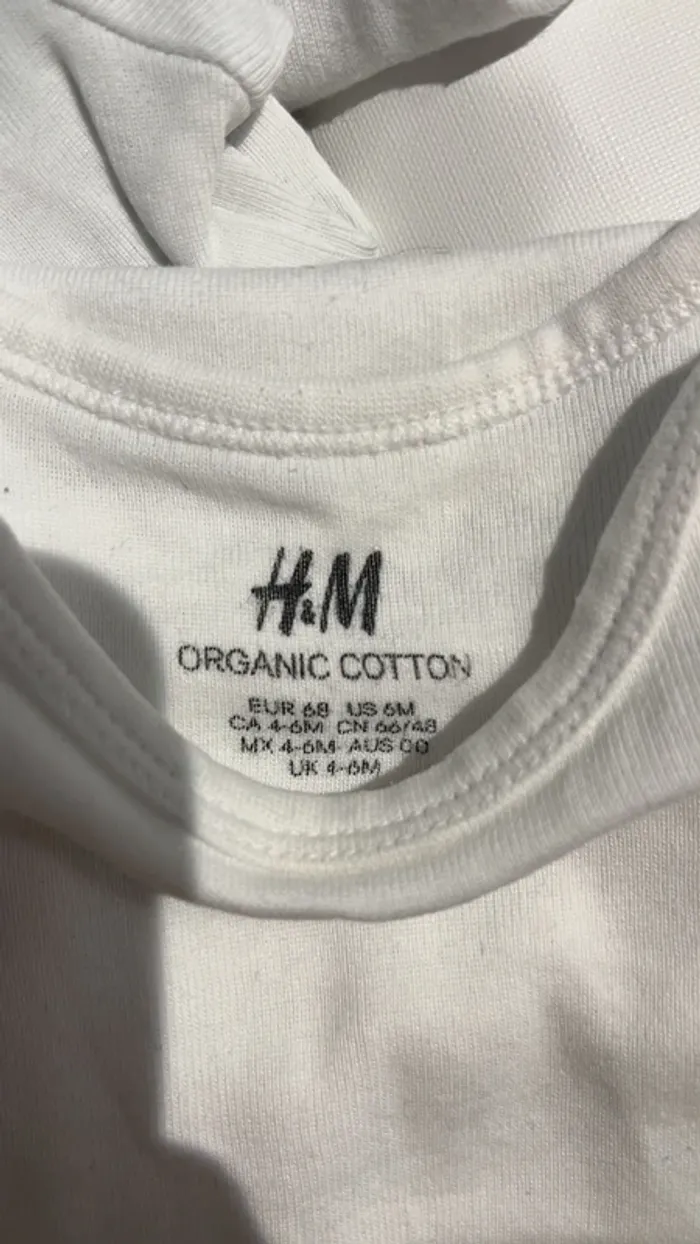 H&M
ORGANIC COTTON
EUR 68 US 6M
CA 4-6M CN 66/48
MX 4-6M AUS 00
UK 4-6M